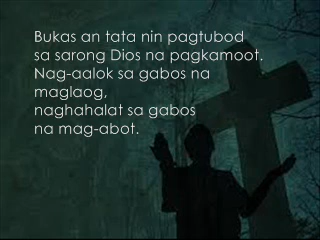 Bukas an tata nin pagtubod
sa sarong Dios na pagkamoot.
Nag-aalok sa gabos na
maglaog,
naghahalat sa gabos
na mag-abot.